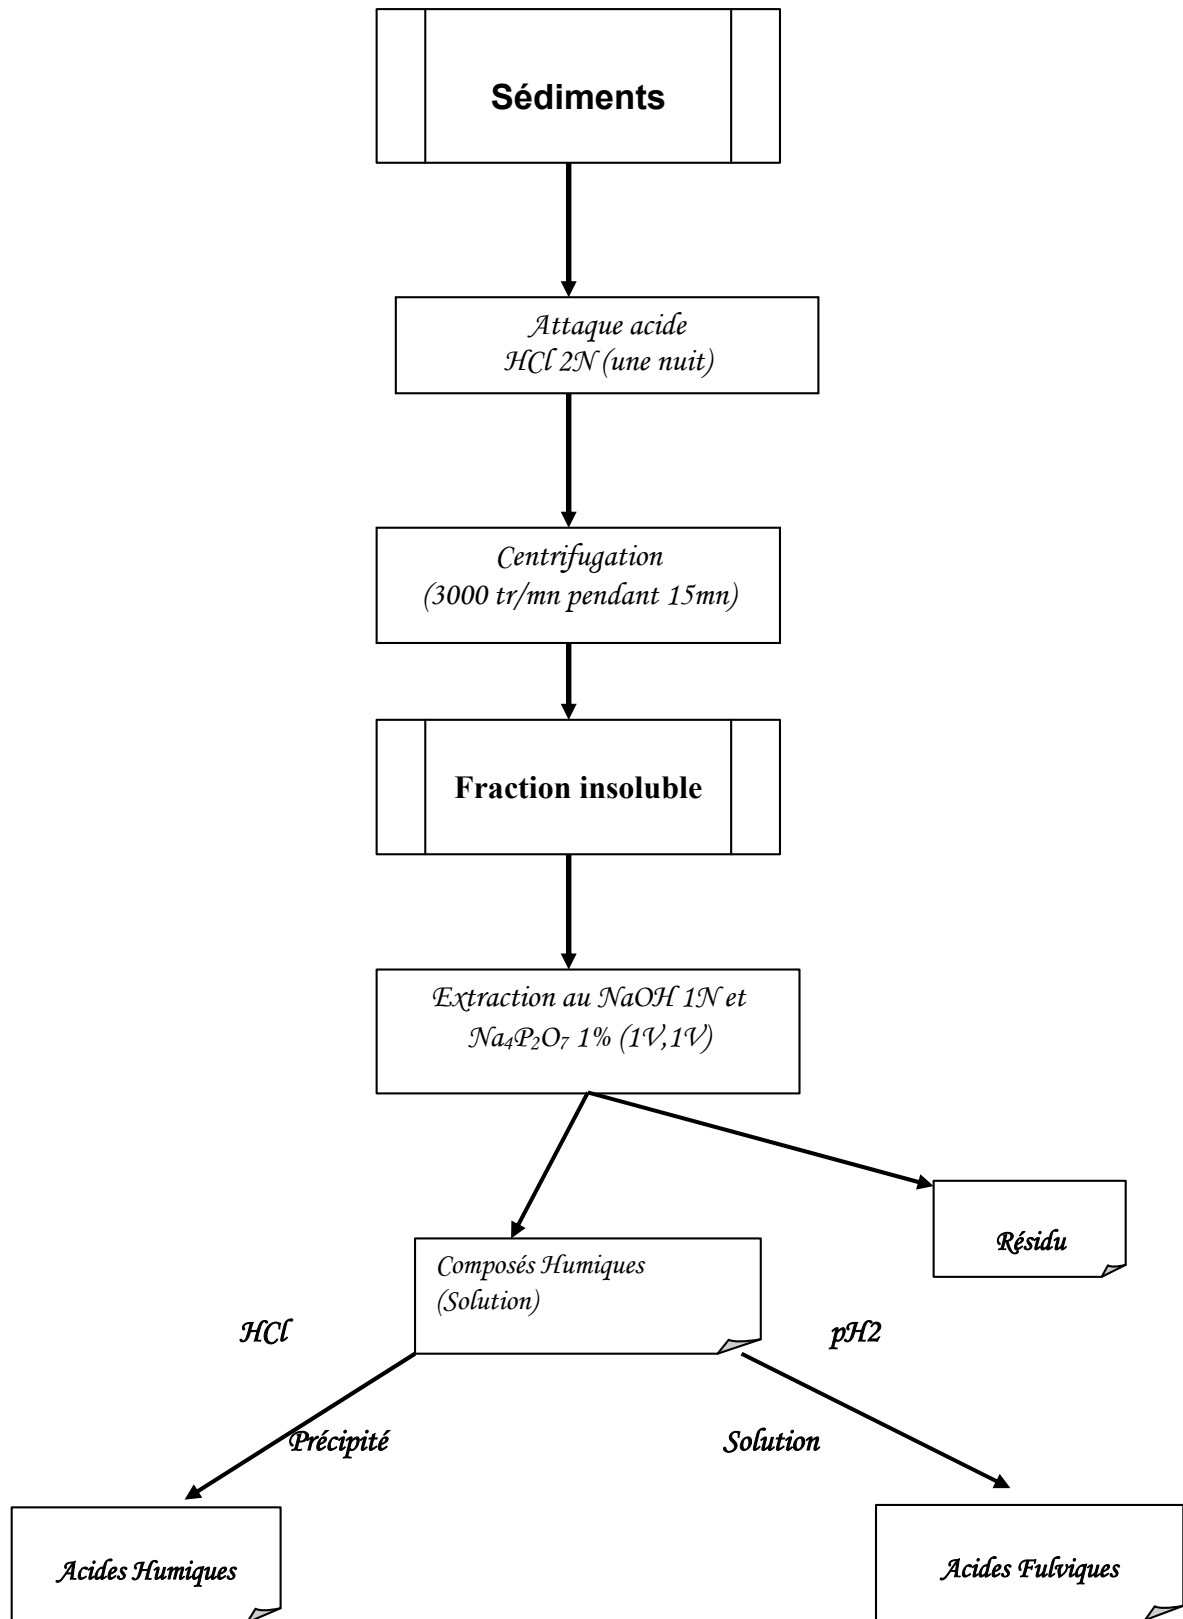 Sédiments
Attaque acide
HCl 2N (une nuit)
Centrifugation
(3000 tr/mn pendant 15mn)
Fraction insoluble
Extraction au NaOH 1N et
Na₄P₂O₇ 1% (1V,1V)
Résidu
Composés Humiques
(Solution)
HCl
pH2
Précipité
Solution
Acides Humiques
Acides Fulviques